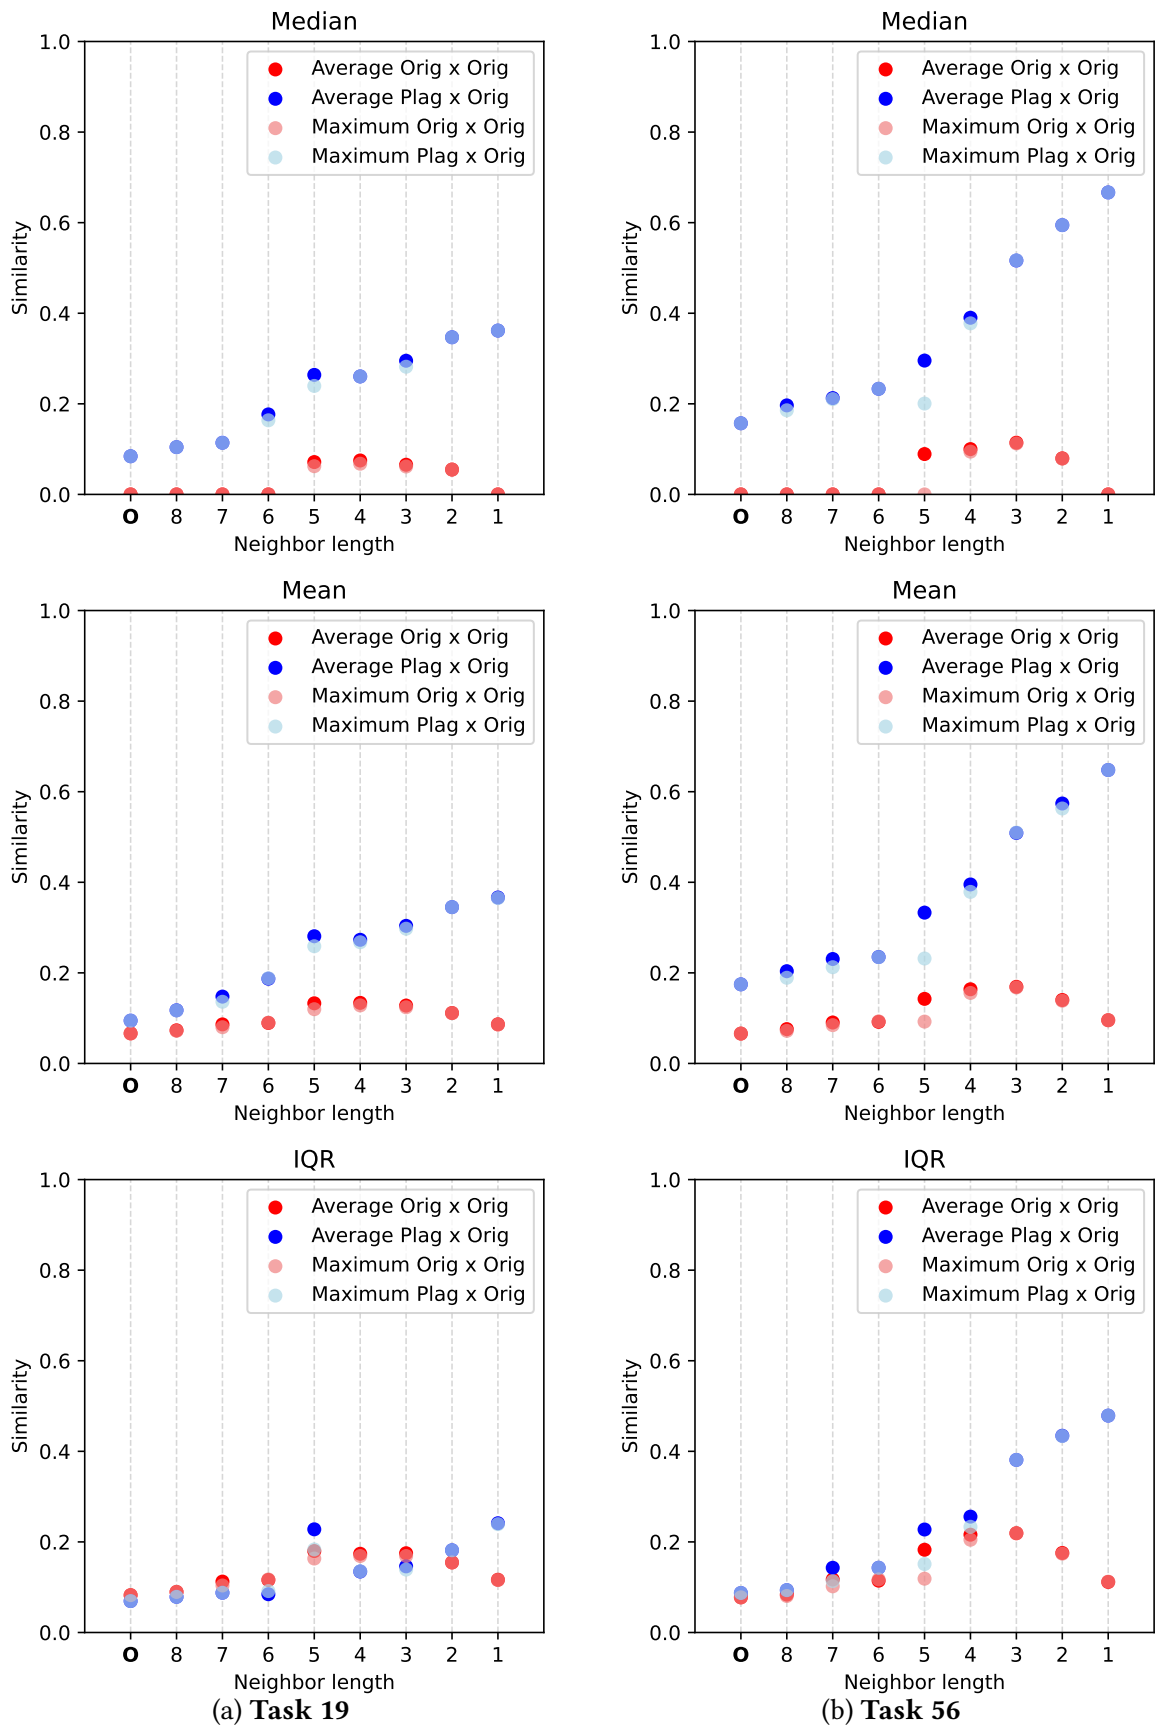 Median
1.0
0.8
0.6
0.4
0.2
0.0
Similarity
Average Orig x Orig
Average Plag x Orig
Maximum Orig x Orig
Maximum Plag x Orig
O 8 7 6 5 4 3 2 1
Neighbor length
Median
1.0
0.8
0.6
0.4
0.2
0.0
Similarity
Average Orig x Orig
Average Plag x Orig
Maximum Orig x Orig
Maximum Plag x Orig
O 8 7 6 5 4 3 2 1
Neighbor length
Mean
1.0
0.8
0.6
0.4
0.2
0.0
Similarity
Average Orig x Orig
Average Plag x Orig
Maximum Orig x Orig
Maximum Plag x Orig
O 8 7 6 5 4 3 2 1
Neighbor length
Mean
1.0
0.8
0.6
0.4
0.2
0.0
Similarity
Average Orig x Orig
Average Plag x Orig
Maximum Orig x Orig
Maximum Plag x Orig
O 8 7 6 5 4 3 2 1
Neighbor length
IQR
1.0
0.8
0.6
0.4
0.2
0.0
Similarity
Average Orig x Orig
Average Plag x Orig
Maximum Orig x Orig
Maximum Plag x Orig
O 8 7 6 5 4 3 2 1
Neighbor length
(a) Task 19
IQR
1.0
0.8
0.6
0.4
0.2
0.0
Similarity
Average Orig x Orig
Average Plag x Orig
Maximum Orig x Orig
Maximum Plag x Orig
O 8 7 6 5 4 3 2 1
Neighbor length
(b) Task 56